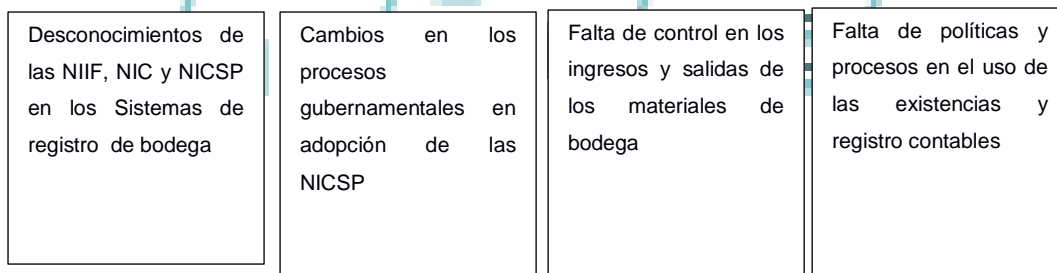 Desconocimientos de
las NIIF, NIC y NICSP
en los Sistemas de
registro de bodega
Cambios en los
procesos
gubernamentales en
adopción de las
NICSP
Falta de control en los
ingresos y salidas de
los materiales de
bodega
Falta de políticas y
procesos en el uso de
las existencias y
registro contables